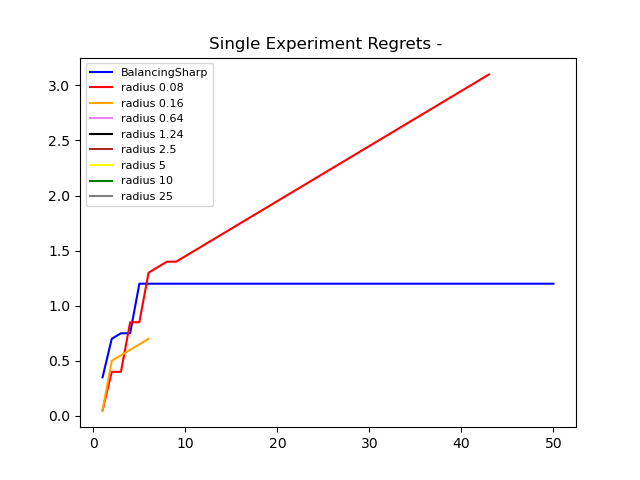 Single Experiment Regrets -
BalancingSharp
radius 0.08
radius 0.16
radius 0.64
radius 1.24
radius 2.5
radius 5
radius 10
radius 25
3.0
2.5
2.0
1.5
1.0
0.5
0.0
0 10 20 30 40 50